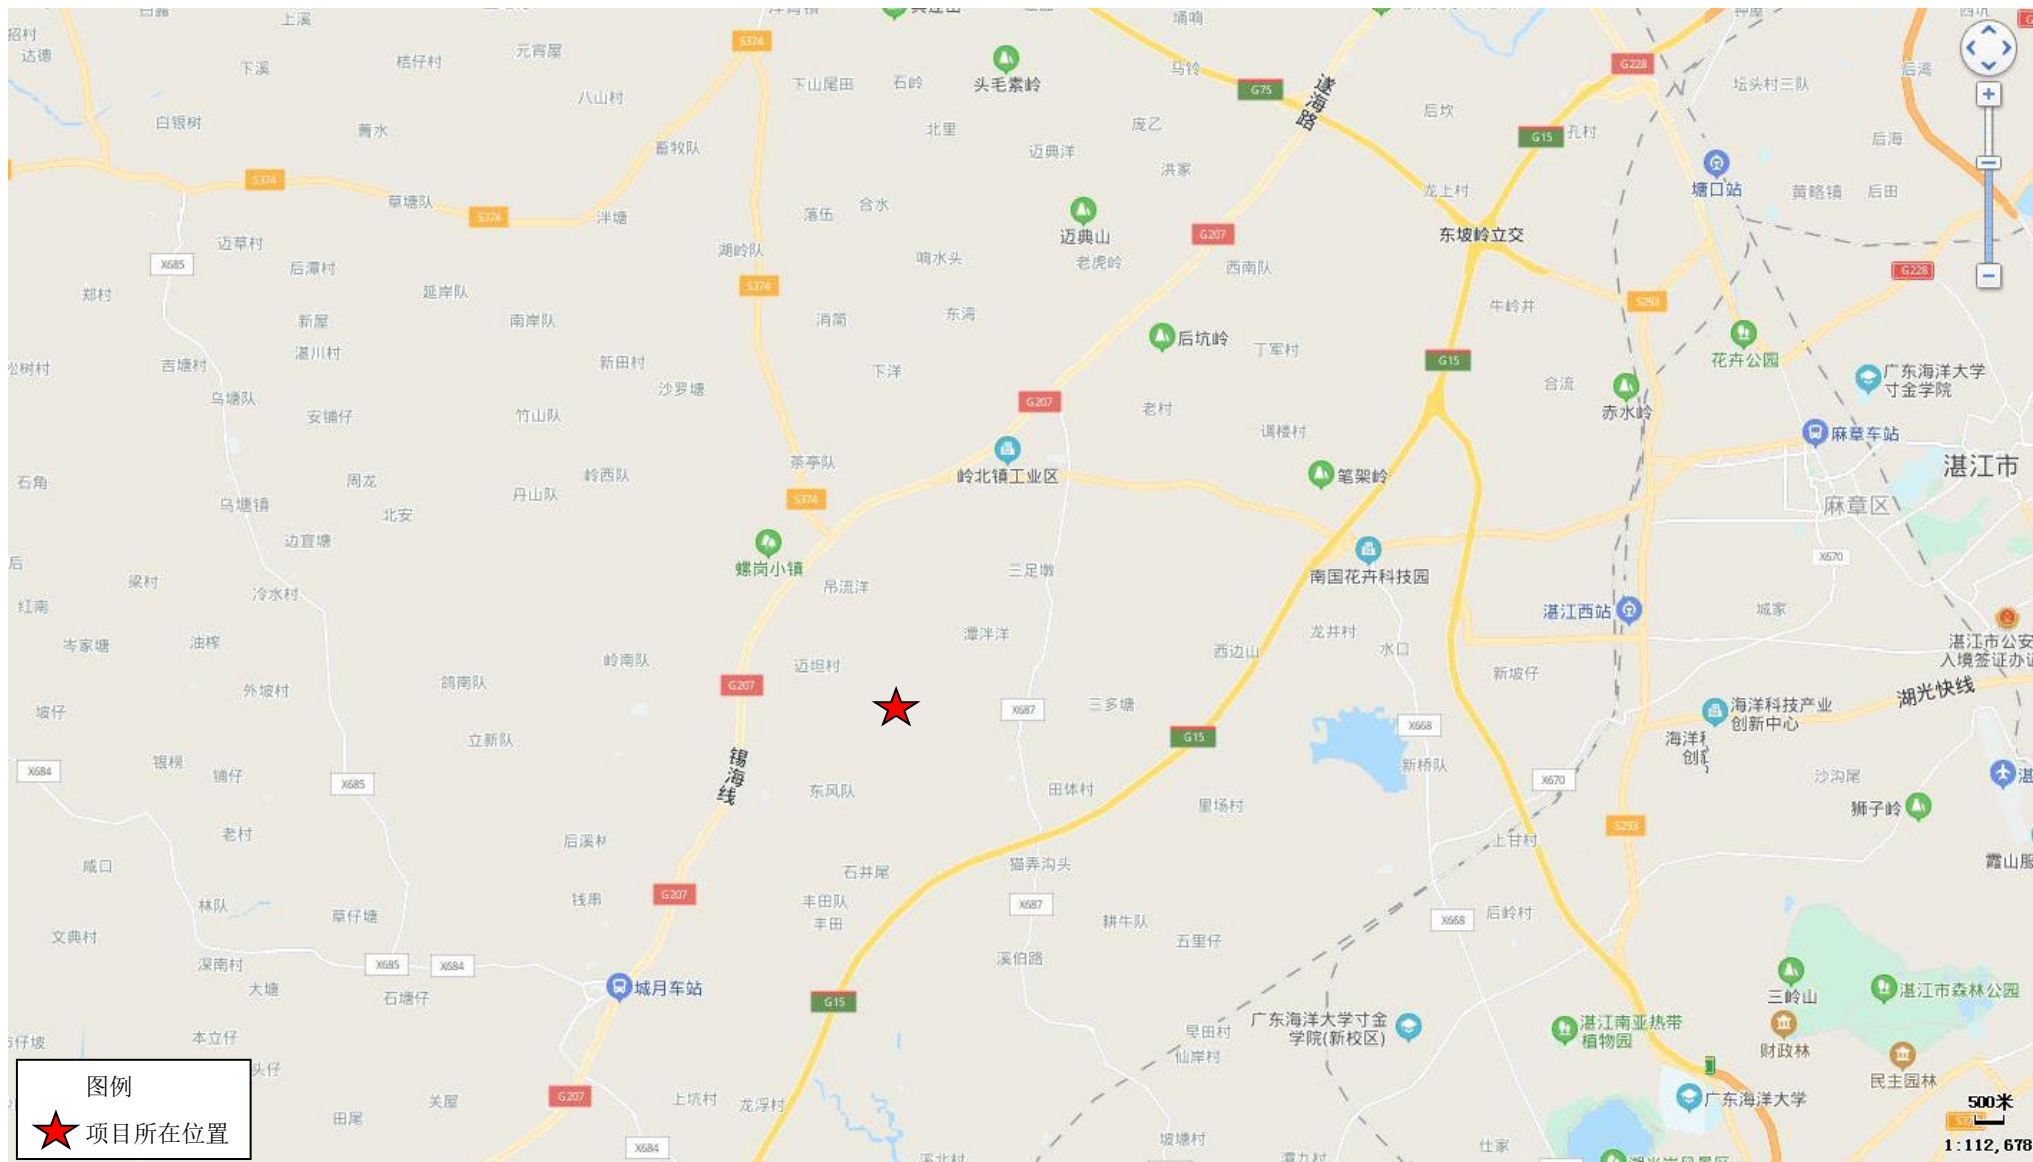 上溪
招村
达德
下溪
桔仔村
元宵屋
S374
下山尾田
石岭
头毛素岭
埇响
马铃
G75
遂海路
G228
坛头村三队
后湾
八山村
白银树
菁水
畜牧队
北里
迈典洋
庞乙
洪家
后坎
G15
孔村
后海
塘口站
黄略镇
后田
S374
草塘队
S374
泮塘
落伍
合水
迈典山
老虎岭
G207
龙上村
东坡岭立交
迈草村
X685
后潭村
湖岭队
响水头
西南队
G228
郑村
延岸队
S374
新屋
南岸队
消简
东湾
牛岭井
S293
湛川村
后坑岭
丁军村
花卉公园
松树村
吉塘村
新田村
沙罗塘
下洋
G15
合流
广东海洋大学
寸金学院
乌塘队
安铺仔
竹山队
G207
老村
赤水岭
调楼村
麻章车站
湛江市
石角
周龙
岭西队
茶亭队
岭北镇工业区
笔架岭
乌塘镇
北安
丹山队
S374
麻章区
边宜塘
后
螺岗小镇
三足墩
南国花卉科技园
X670
梁村
冷水村
吊流洋
红南
湛江西站
城家
岑家塘
油榨
岭南队
潭泮洋
迈坦村
西边山
龙井村
水口
湛江市公安
入境签证办证
新坡仔
外坡村
鸽南队
G207
湖光快线
坡仔
X687
三多塘
X668
海洋科技产业
创新中心
立新队
G15
海洋科
创新
X684
银榜
铺仔
X685
锡海线
东风队
田体村
新桥队
X670
沙沟尾
湛
里场村
狮子岭
老村
后溪村
S293
上甘村
霞山服
咸口
石井尾
猫弄沟头
林队
草仔塘
钱串
G207
丰田队
丰田
X687
耕牛队
X668
后岭村
文典村
五里仔
深南村
X685
X684
溪伯路
大塘
石塘仔
城月车站
G15
三岭山
湛江市森林公园
本立仔
旱田村
广东海洋大学寸金
学院(新校区)
湛江南亚热带
植物园
仔坡
仙岸村
财政林
头仔
民主园林
图例
项目所在位置
关屋
田尾
G207
上坑村
龙浮村
广东海洋大学
500米
坡塘村
仕家
X684
1:112,678